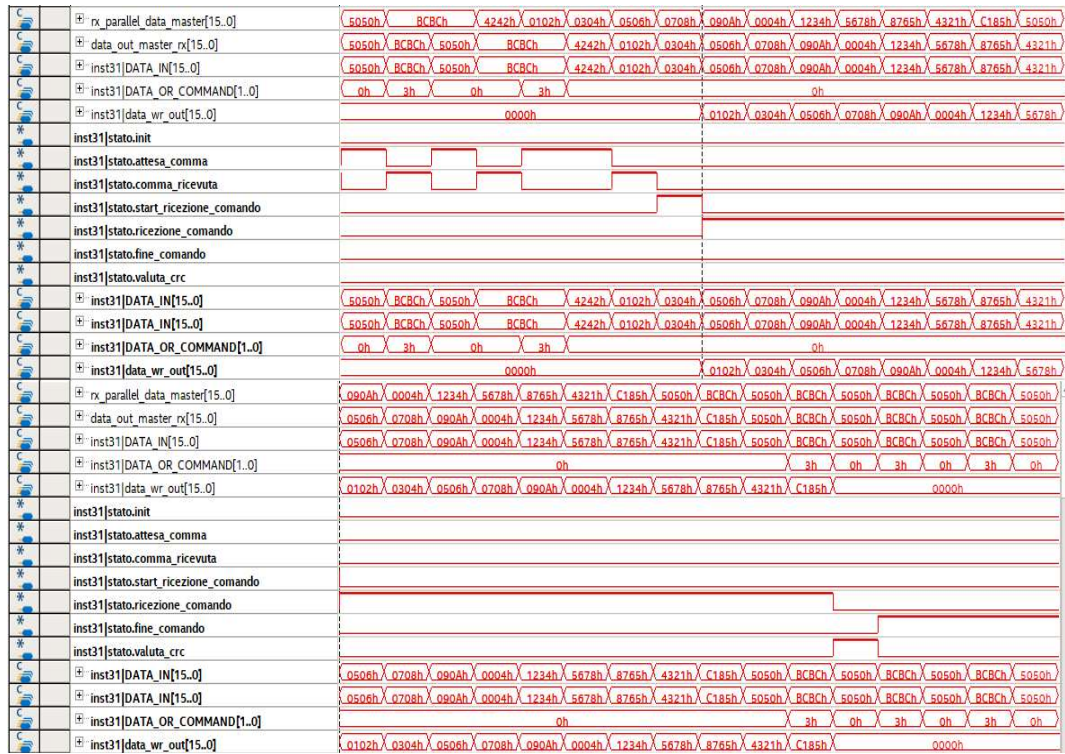 rx_parallel_data_master[15..0] 5050h BCBCh 4242h 0102h 0304h 0506h 0708h 090Ah 0004h 1234h 5678h 8765h 4321h C185h 5050h
data_out_master_rx[15..0] 5050h BCBCh 5050h BCBCh 4242h 0102h 0304h 0506h 0708h 090Ah 0004h 1234h 5678h 8765h 4321h
inst31|DATA_IN[15..0] 5050h BCBCh 5050h BCBCh 4242h 0102h 0304h 0506h 0708h 090Ah 0004h 1234h 5678h 8765h 4321h
inst31|DATA_OR_COMMAND[1..0] 0h 3h 0h 3h 0h
inst31|data_wr_out[15..0] 0000h 0102h 0304h 0506h 0708h 090Ah 0004h 1234h 5678h
inst31|stato.init
inst31|stato.attesa_comma
inst31|stato.comma_ricevuta
inst31|stato.start_ricezione_comando
inst31|stato.ricezione_comando
inst31|stato.fine_comando
inst31|stato.valuta_crc
inst31|DATA_IN[15..0] 5050h BCBCh 5050h BCBCh 4242h 0102h 0304h 0506h 0708h 090Ah 0004h 1234h 5678h 8765h 4321h
inst31|DATA_IN[15..0] 5050h BCBCh 5050h BCBCh 4242h 0102h 0304h 0506h 0708h 090Ah 0004h 1234h 5678h 8765h 4321h
inst31|DATA_OR_COMMAND[1..0] 0h 3h 0h 3h 0h
inst31|data_wr_out[15..0] 0000h 0102h 0304h 0506h 0708h 090Ah 0004h 1234h 5678h
rx_parallel_data_master[15..0] 090Ah 0004h 1234h 5678h 8765h 4321h C185h 5050h BCBCh 5050h BCBCh 5050h BCBCh 5050h BCBCh 5050h
data_out_master_rx[15..0] 0506h 0708h 090Ah 0004h 1234h 5678h 8765h 4321h C185h 5050h BCBCh 5050h BCBCh 5050h BCBCh 5050h
inst31|DATA_IN[15..0] 0506h 0708h 090Ah 0004h 1234h 5678h 8765h 4321h C185h 5050h BCBCh 5050h BCBCh 5050h BCBCh 5050h
inst31|DATA_OR_COMMAND[1..0] 0h 3h 0h 3h 0h 3h 0h
inst31|data_wr_out[15..0] 0102h 0304h 0506h 0708h 090Ah 0004h 1234h 5678h 8765h 4321h C185h 0000h
inst31|stato.init
inst31|stato.attesa_comma
inst31|stato.comma_ricevuta
inst31|stato.start_ricezione_comando
inst31|stato.ricezione_comando
inst31|stato.fine_comando
inst31|stato.valuta_crc
inst31|DATA_IN[15..0] 0506h 0708h 090Ah 0004h 1234h 5678h 8765h 4321h C185h 5050h BCBCh 5050h BCBCh 5050h BCBCh 5050h
inst31|DATA_IN[15..0] 0506h 0708h 090Ah 0004h 1234h 5678h 8765h 4321h C185h 5050h BCBCh 5050h BCBCh 5050h BCBCh 5050h
inst31|DATA_OR_COMMAND[1..0] 0h 3h 0h 3h 0h 3h 0h
inst31|data_wr_out[15..0] 0102h 0304h 0506h 0708h 090Ah 0004h 1234h 5678h 8765h 4321h C185h 0000h